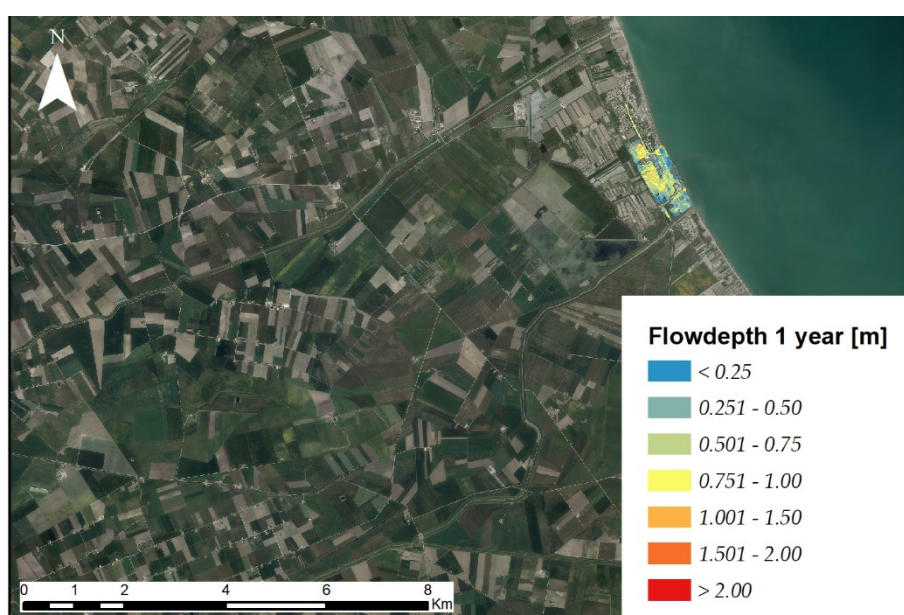 N
Flowdepth 1 year [m]
< 0.25
0.251 - 0.50
0.501 - 0.75
0.751 - 1.00
1.001 - 1.50
1.501 - 2.00
> 2.00
0 1 2 4 6 8
Km